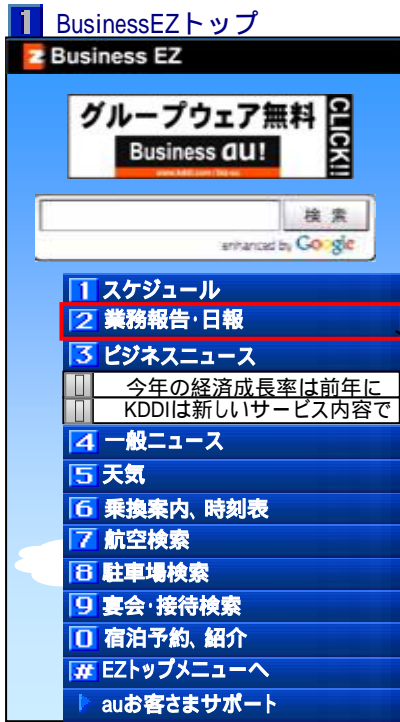 1 BusinessEZトップ
Business EZ
グループウェア無料
CLICK!!
Business au!
検 索
enhanced by Google
1 スケジュール
2 業務報告・日報
3 ビジネスニュース
今年の経済成長率は前年に
KDDIは新しいサービス内容で
4 一般ニュース
5 天気
6 乗換案内、時刻表
7 航空検索
8 駐車場検索
9 宴会・接待検索
0 宿泊予約、紹介
# EZトップメニューへ
auお客さまサポート